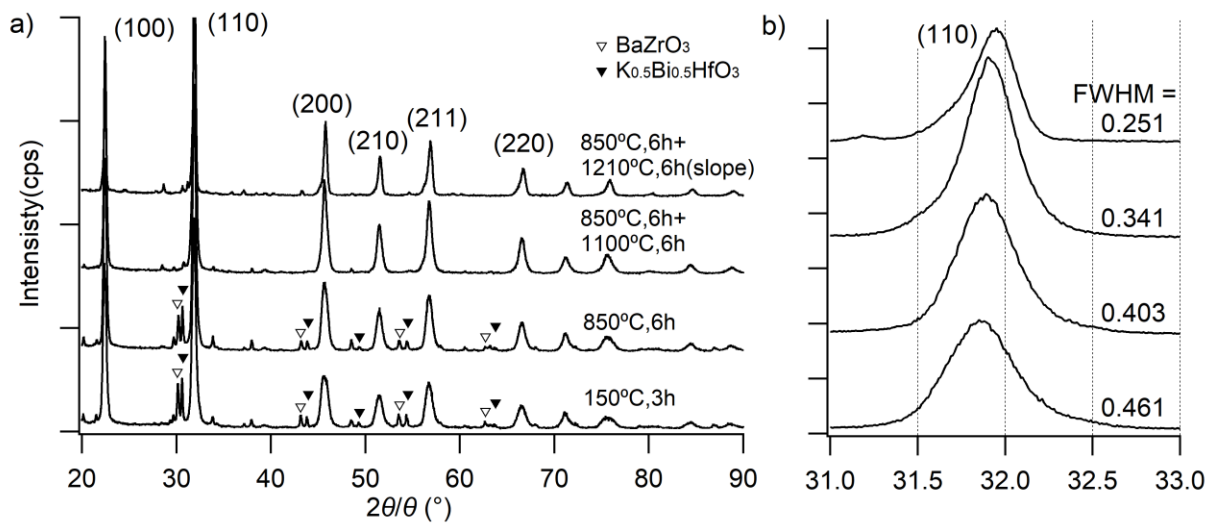 a)
(100)
(110)
▽ BaZrO₃
▼ K₀.₅Bi₀.₅HfO₃
(200)
(210)
(211)
(220)
850ºC,6h+
1210ºC,6h(slope)
850ºC,6h+
1100ºC,6h
850ºC,6h
150ºC,3h
Intensisty(cps)
20
30
40
50
60
70
80
90
2θ/θ (°)
b)
(110)
FWHM =
0.251
0.341
0.403
0.461
31.0
31.5
32.0
32.5
33.0